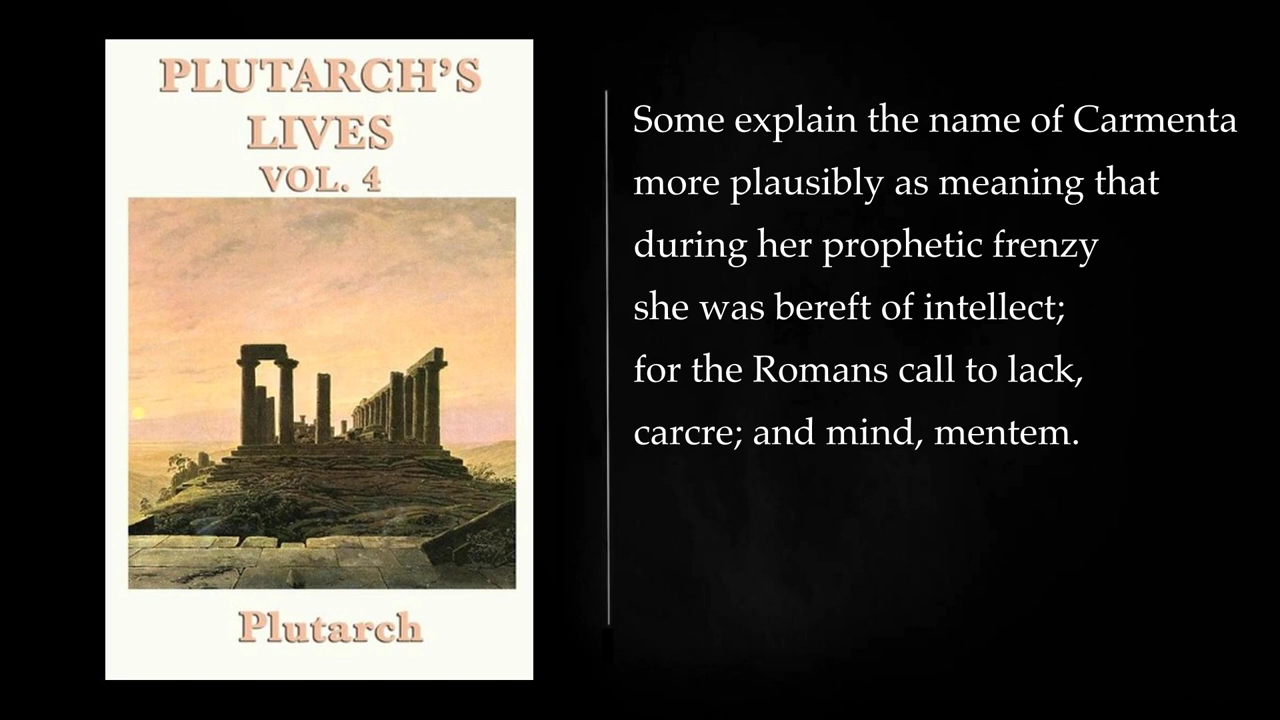 PLUTARCH'S
LIVES
VOL. 4
Plutarch
Some explain the name of Carmenta
more plausibly as meaning that
during her prophetic frenzy
she was bereft of intellect;
for the Romans call to lack,
carcre; and mind, mentem.